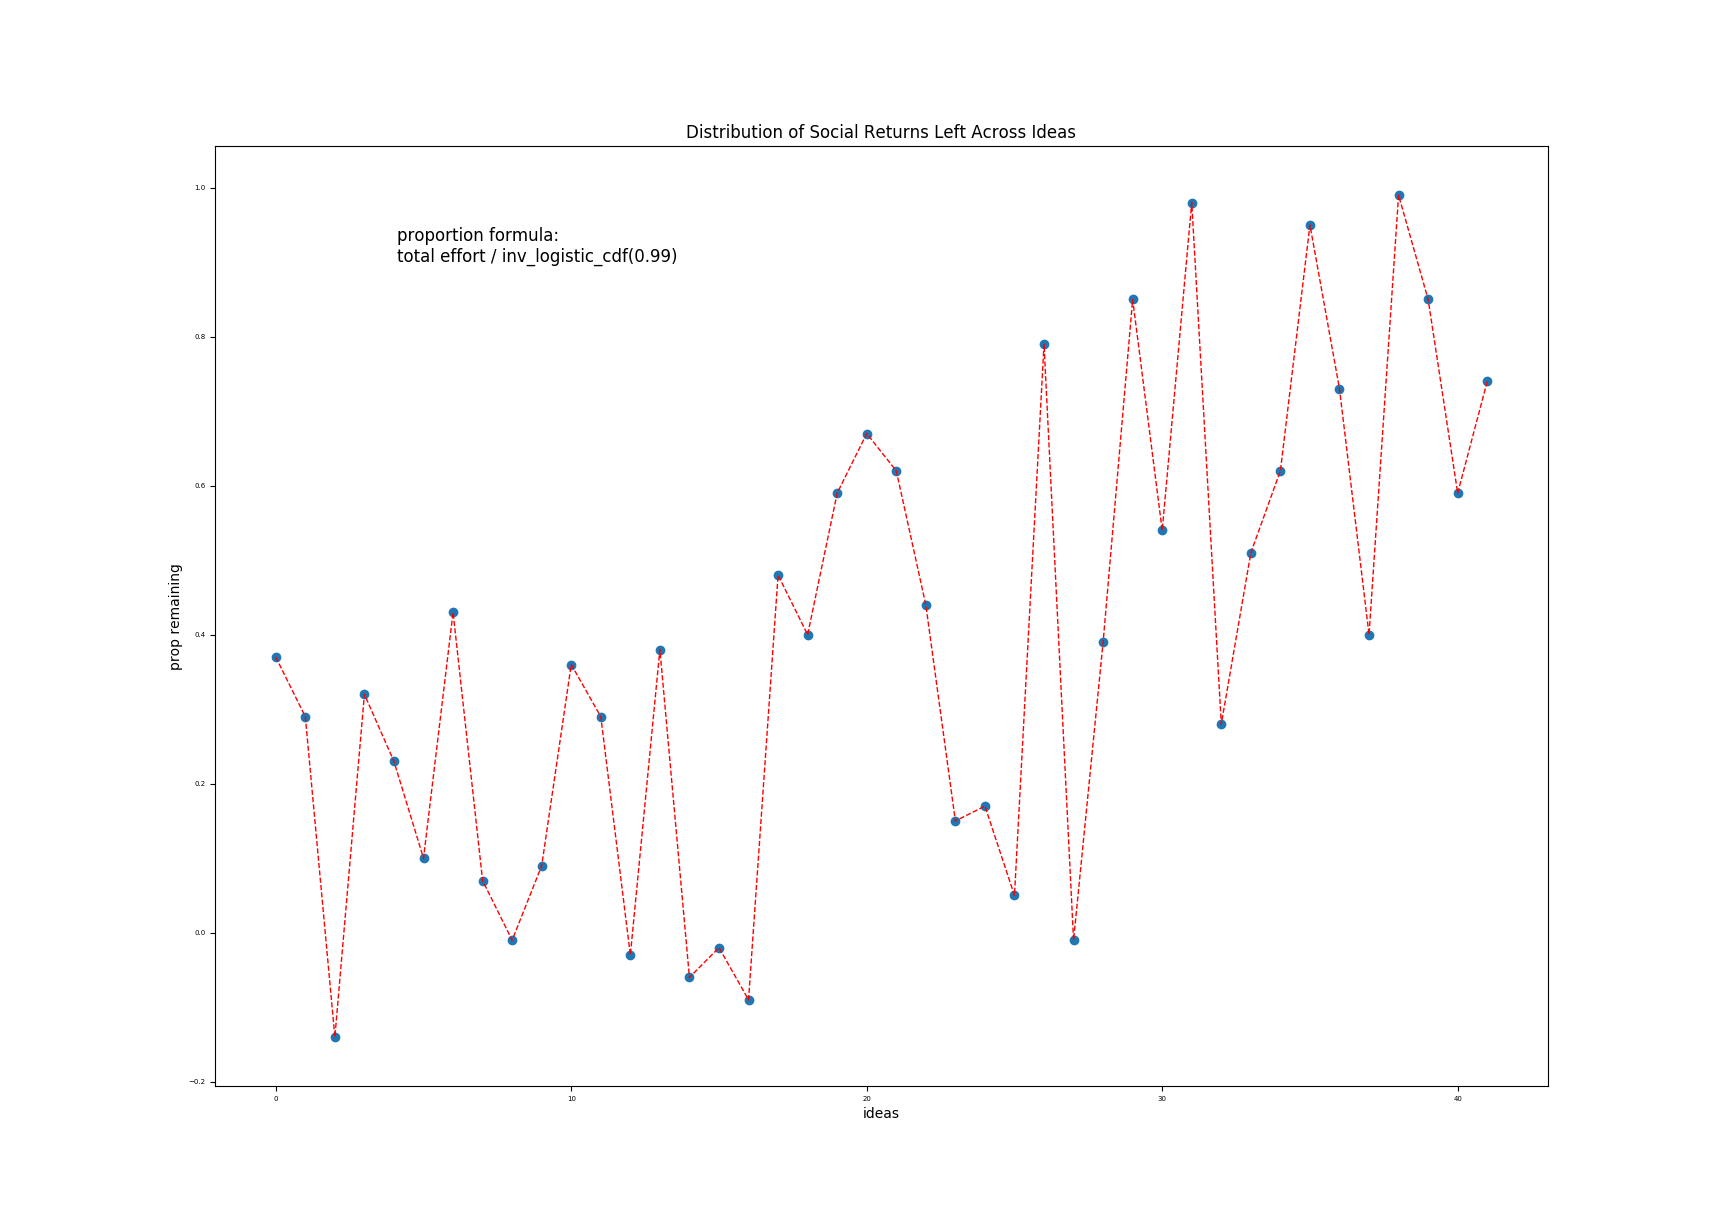 Distribution of Social Returns Left Across Ideas
1.0
proportion formula:
total effort / inv_logistic_cdf(0.99)
0.8
0.6
prop remaining
0.4
0.2
0.0
−0.2
0 10 20 30 40
ideas